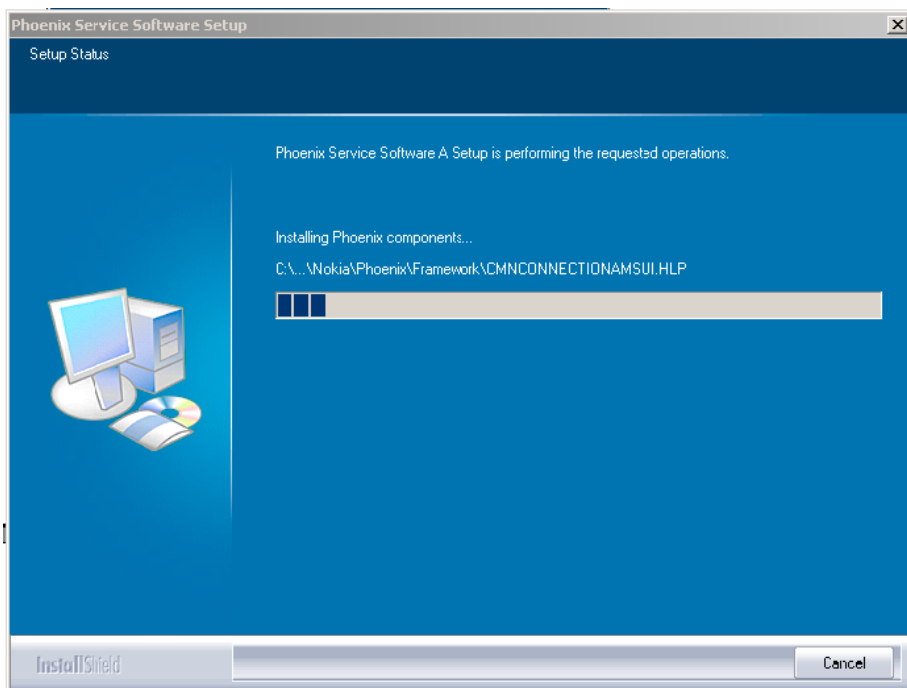 Phoenix Service Software Setup
Setup Status
Phoenix Service Software A Setup is performing the requested operations.
Installing Phoenix components...
C:\...\Nokia\Phoenix\Framework\CMNCONNECTIONAMSUI.HLP
InstallShield
Cancel